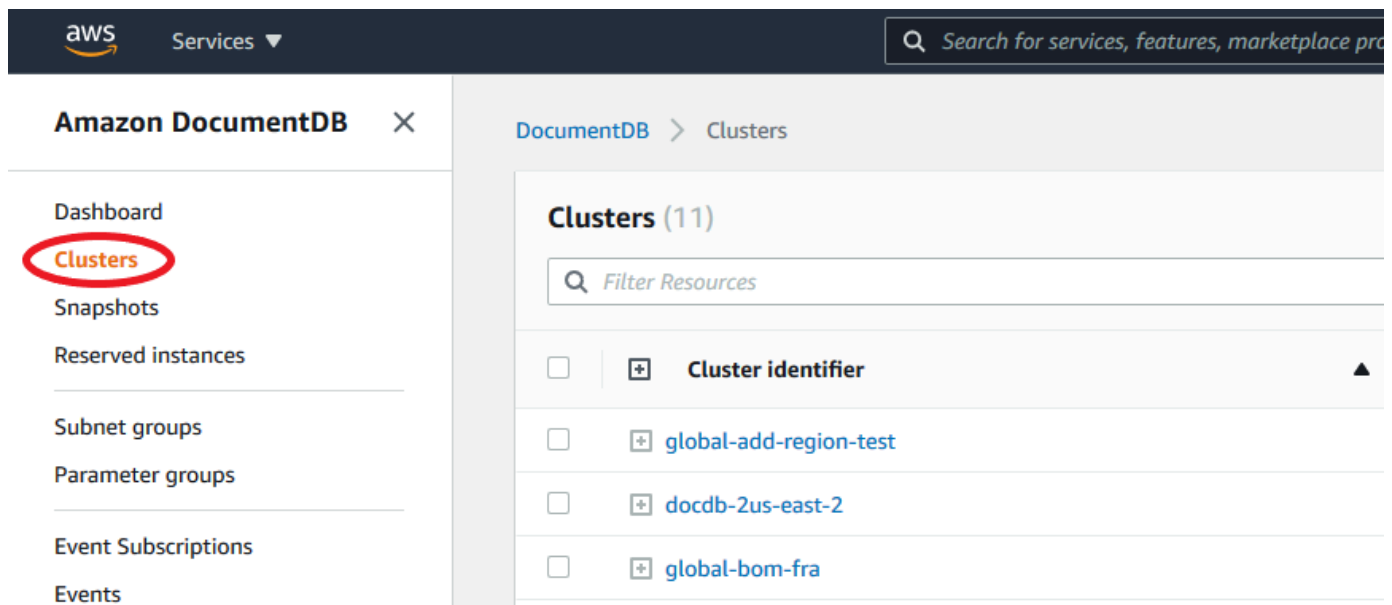 aws Services ▼ Search for services, features, marketplace
Amazon DocumentDB
Dashboard
Clusters
Snapshots
Reserved instances
Subnet groups
Parameter groups
Event Subscriptions
Events
DocumentDB > Clusters
Clusters (11)
Filter Resources
Cluster identifier ▲
global-add-region-test
docdb-2us-east-2
global-bom-fra